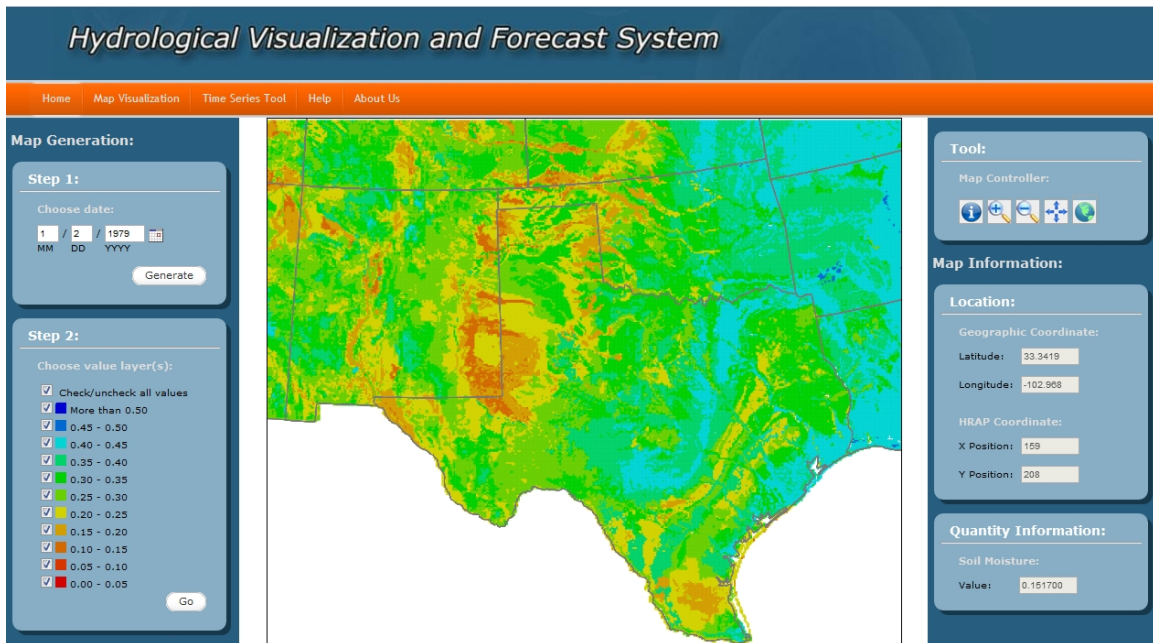 Hydrological Visualization and Forecast System
Home Map Visualization Time Series Tool Help About Us
Map Generation:
Step 1:
Choose date:
1 / 2 / 1979
MM DD YYYY
Generate
Step 2:
Choose value layer(s):
Check/uncheck all values
More than 0.50
0.45 - 0.50
0.40 - 0.45
0.35 - 0.40
0.30 - 0.35
0.25 - 0.30
0.20 - 0.25
0.15 - 0.20
0.10 - 0.15
0.05 - 0.10
0.00 - 0.05
Go
Tool:
Map Controller:
Map Information:
Location:
Geographic Coordinate:
Latitude: 33.3419
Longitude: -102.968
HRAP Coordinate:
X Position: 159
Y Position: 208
Quantity Information:
Soil Moisture:
Value: 0.151700